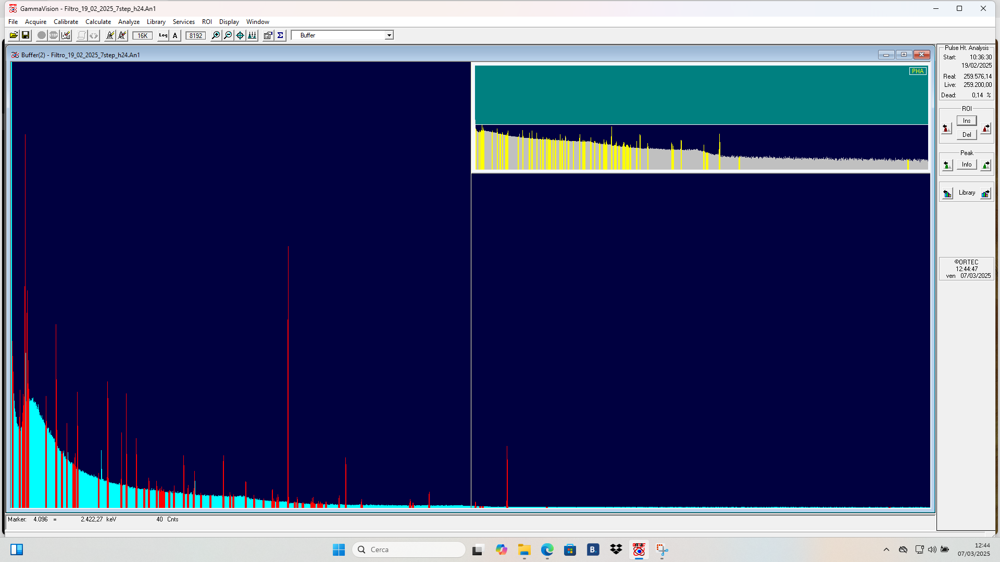 GammaVision - Filtro_19_02_2025_7step_h24.An1
File Acquire Calibrate Calculate Analyze Library Services ROI Display Window
STOP 16K Log A 8192 Σ Buffer
Buffer(2) - Filtro_19_02_2025_7step_h24.An1
PHA
Pulse Ht. Analysis
Start: 10:36:30
19/02/2025
Real: 259.576,14
Live: 259.200,00
Dead: 0,14 %
ROI
Ins
Del
Peak
Info
Library
©ORTEC
12:44:47
ven 07/03/2025
Marker: 4.096 = 2.422,27 keV 40 Cnts
Cerca
B.
ORTEC
12:44
07/03/2025